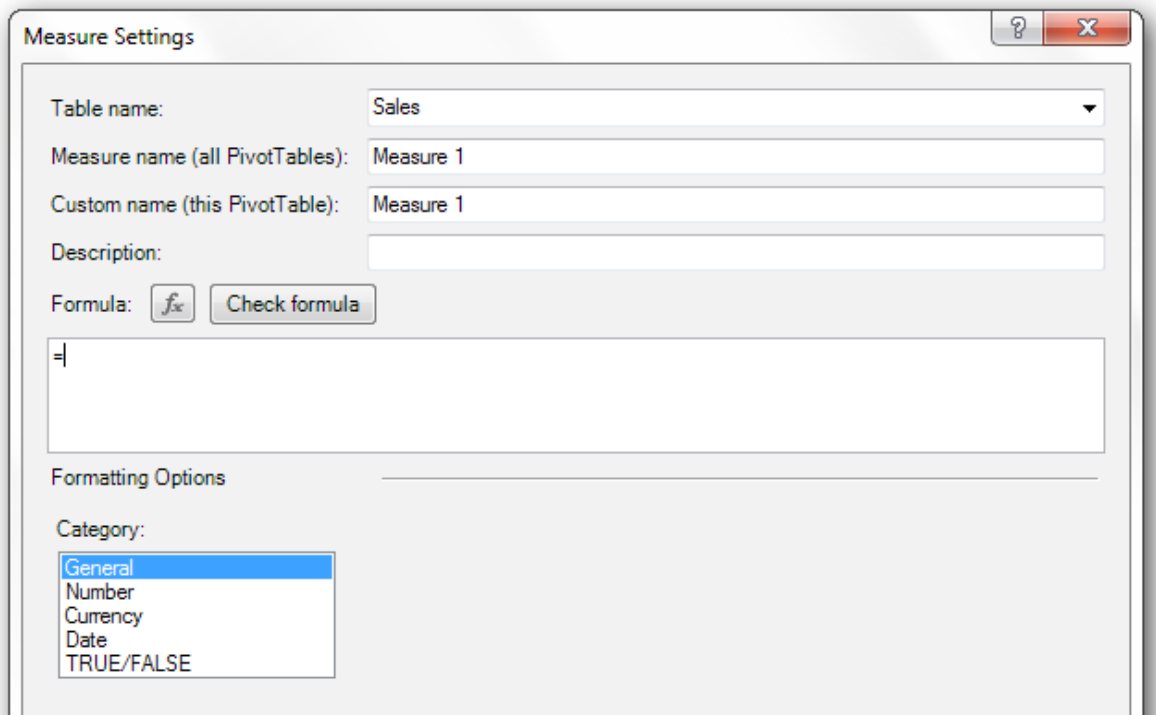 Measure Settings ?
Table name: Sales
Measure name (all PivotTables): Measure 1
Custom name (this PivotTable): Measure 1
Description:
Formula: fx Check formula
=
Formatting Options
Category:
General
Number
Currency
Date
TRUE/FALSE